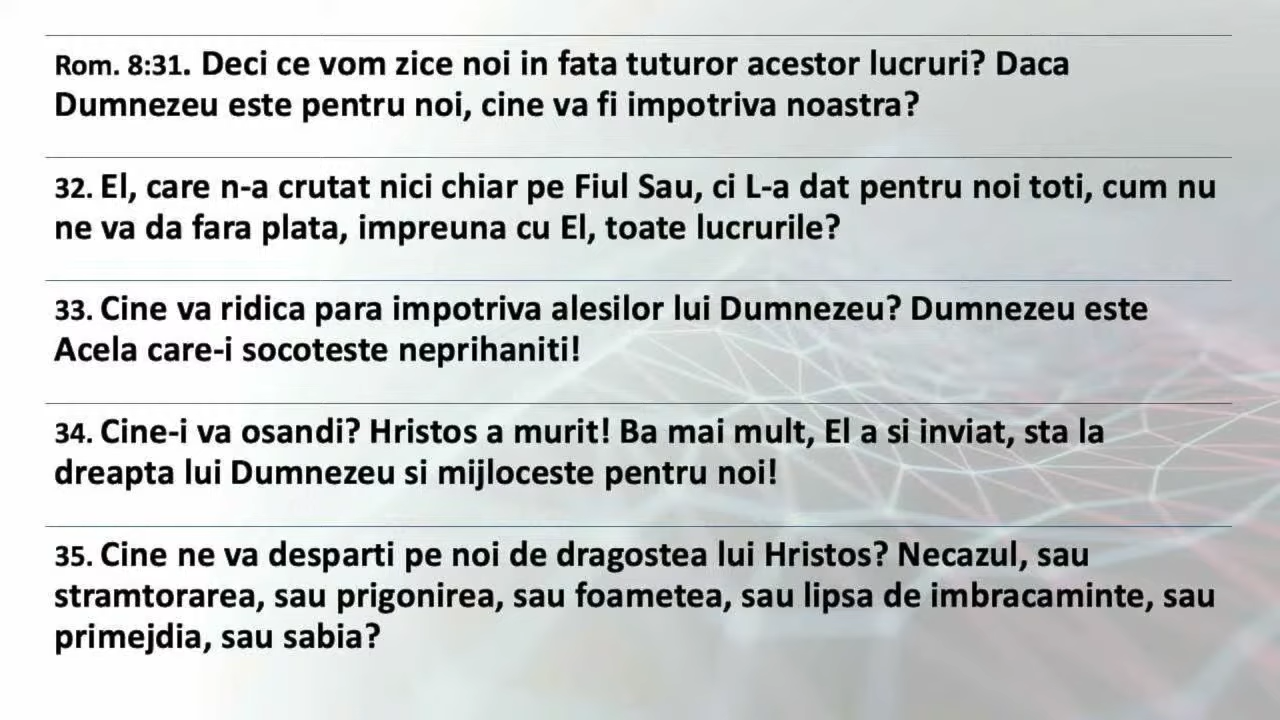 Rom. 8:31. Deci ce vom zice noi in fata tuturor acestor lucruri? Daca
Dumnezeu este pentru noi, cine va fi impotriva noastra?
32. El, care n-a crutat nici chiar pe Fiul Sau, ci L-a dat pentru noi toti, cum nu
ne va da fara plata, impreuna cu El, toate lucrurile?
33. Cine va ridica para impotriva alesilor lui Dumnezeu? Dumnezeu este
Acela care-i socoteste neprihaniti!
34. Cine-i va osandi? Hristos a murit! Ba mai mult, El a si inviat, sta la
dreapta lui Dumnezeu si mijloceste pentru noi!
35. Cine ne va desparti pe noi de dragostea lui Hristos? Necazul, sau
stramtorarea, sau prigonirea, sau foametea, sau lipsa de imbracaminte, sau
primejdia, sau sabia?